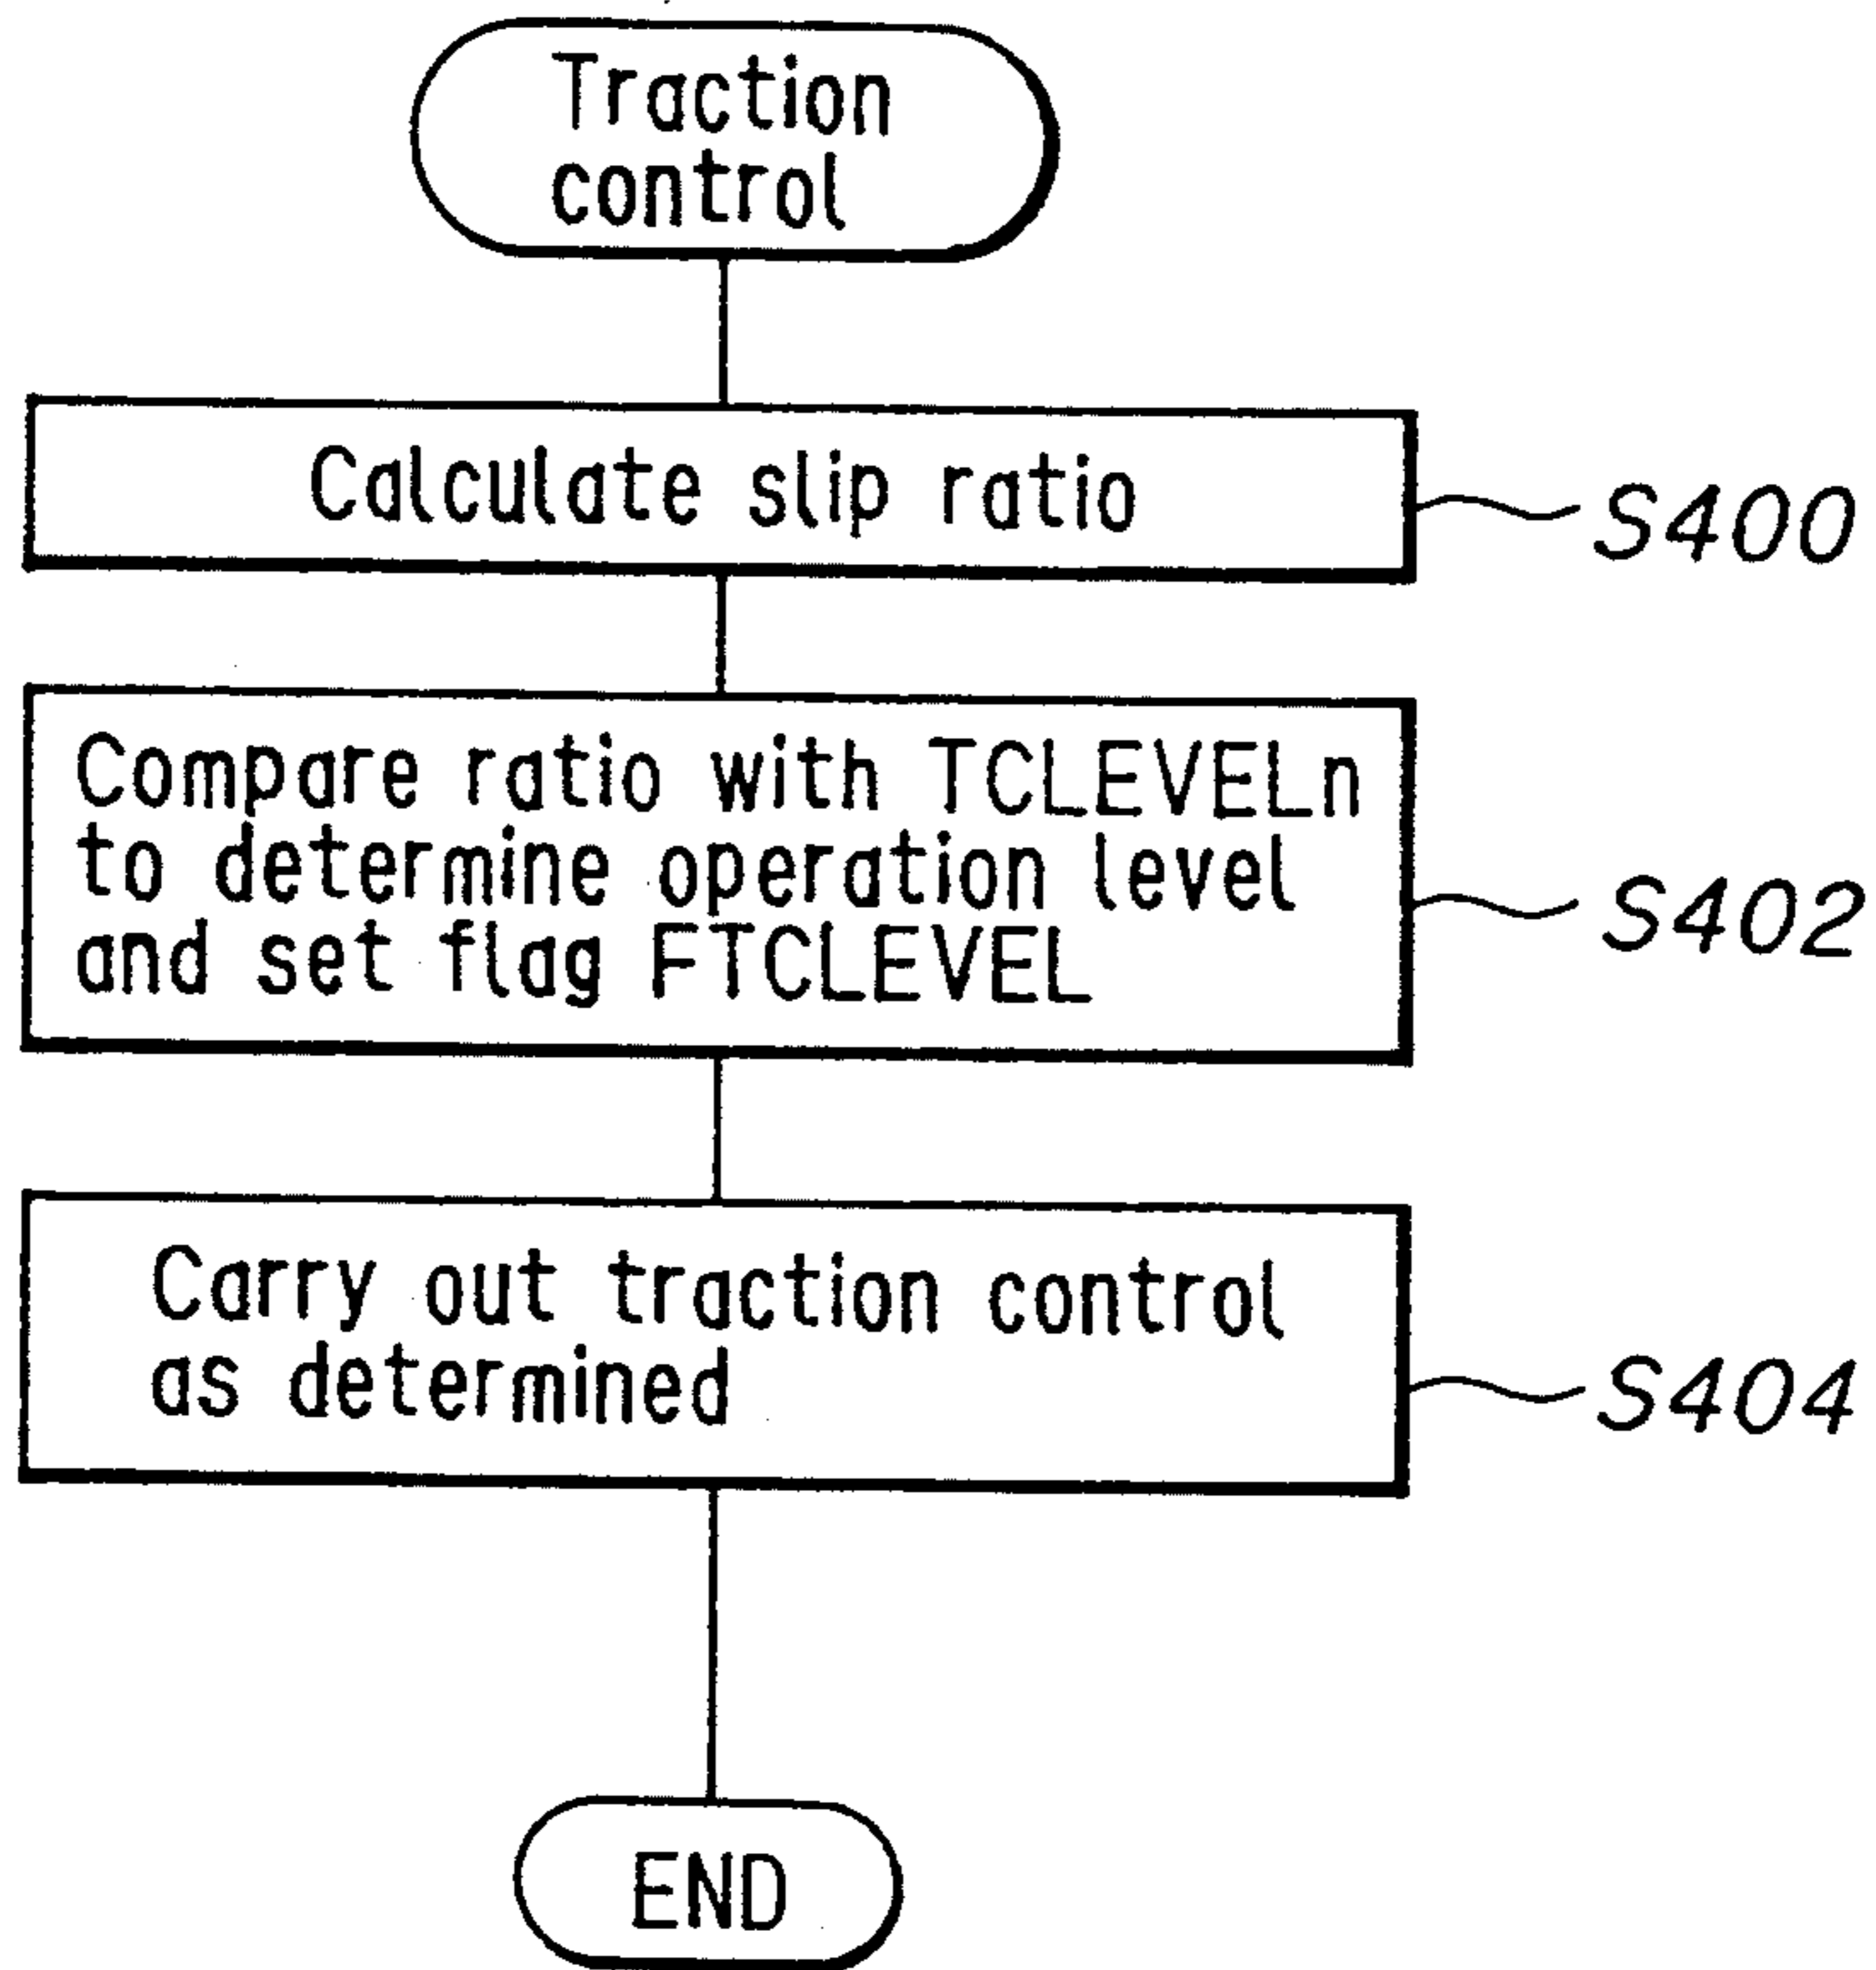 Traction
control
Calculate slip ratio
S400
Compare ratio with TCLEVELn
to determine operation level
and set flag FTCLEVEL
S402
Carry out traction control
as determined
S404
END